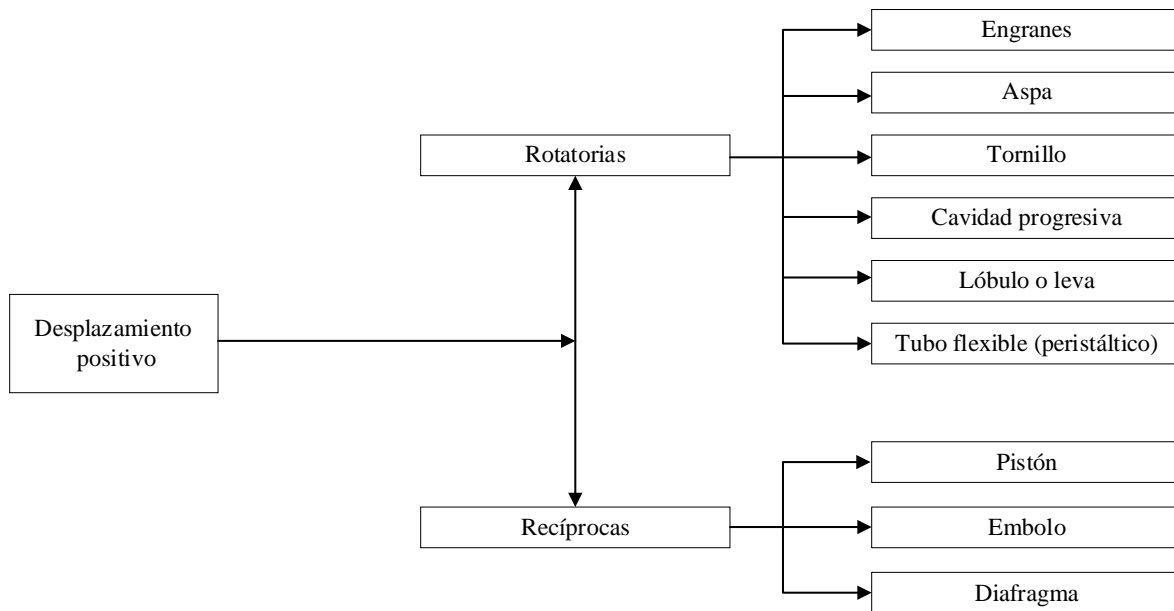 Engranes
Aspa
Rotatorias
Tornillo
Cavidad progresiva
Lóbulo o leva
Desplazamiento
positivo
Tubo flexible (peristáltico)
Pistón
Recíprocas
Embolo
Diafragma